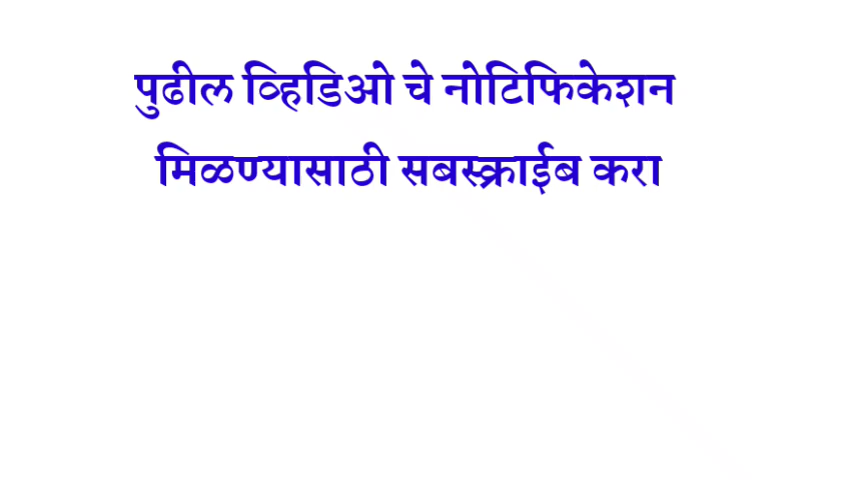 पुढील व्हिडिओ चे नोटिफिकेशन
मिळण्यासाठी सबस्क्राईब करा